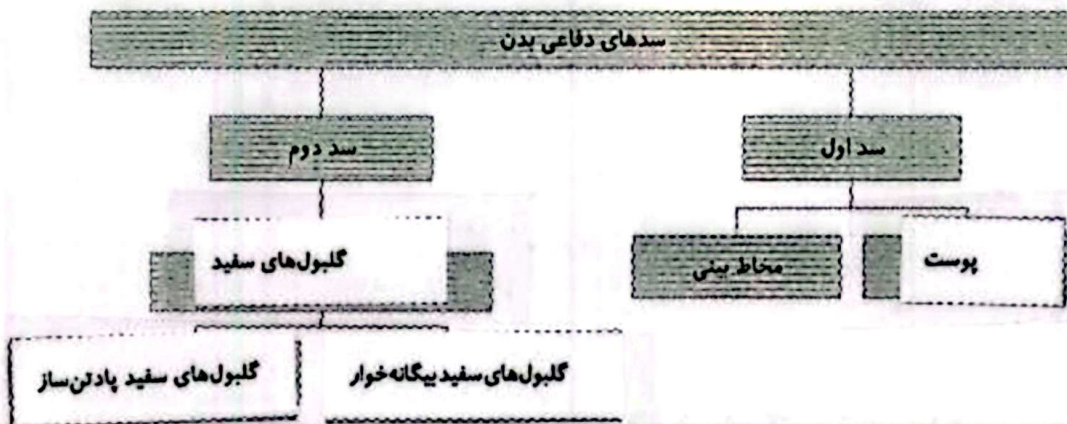 سدهای دفاعی بدن
سد اول
سد دوم
پوست
مخاط بینی
گلبول‌های سفید
گلبول‌های سفید بیگانه‌خوار
گلبول‌های سفید پادتن‌ساز